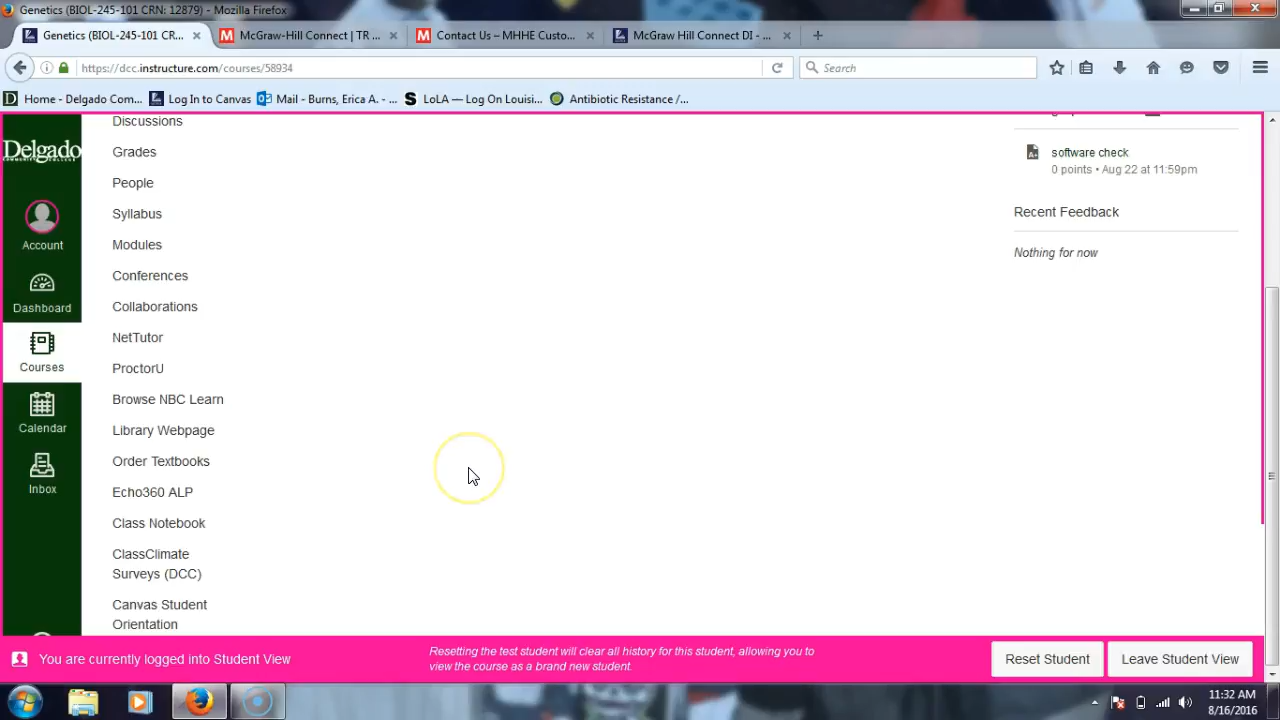 Genetics (BIOL-245-101 CRN: 12879) - Mozilla Firefox
Genetics (BIOL-245-101 CR...
McGraw-Hill Connect | TR ...
Contact Us – MHHE Custo...
McGraw Hill Connect DI - ...
https://dcc.instructure.com/courses/58934
Search
Home - Delgado Com...
Log In to Canvas
Mail - Burns, Erica A. - ...
LoLA — Log On Louisi...
Antibiotic Resistance /...
Delgado
COMMUNITY COLLEGE
Account
Dashboard
Courses
Calendar
Inbox
Discussions
Grades
People
Syllabus
Modules
Conferences
Collaborations
NetTutor
ProctorU
Browse NBC Learn
Library Webpage
Order Textbooks
Echo360 ALP
Class Notebook
ClassClimate
Surveys (DCC)
Canvas Student
Orientation
software check
0 points • Aug 22 at 11:59pm
Recent Feedback
Nothing for now
You are currently logged into Student View
Resetting the test student will clear all history for this student, allowing you to
view the course as a brand new student.
Reset Student
Leave Student View
11:32 AM
8/16/2016